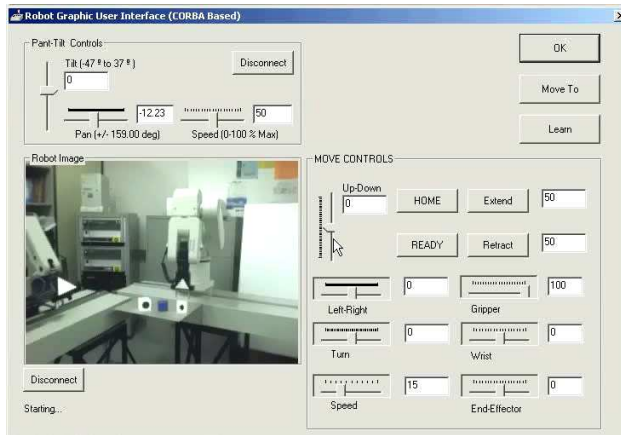 Robot Graphic User Interface (CORBA Based)
Pant-Tilt Controls
Tilt (-47 º to 37 º )
0
Disconnect
-12.23
50
Pan (+/- 159.00 deg)
Speed (0-100 % Max)
OK
Move To
Learn
Robot Image
Disconnect
Starting...
MOVE CONTROLS
Up-Down
0
HOME
Extend
50
READY
Retract
50
0
100
Left-Right
Gripper
0
0
Turn
Wrist
15
0
Speed
End-Effector